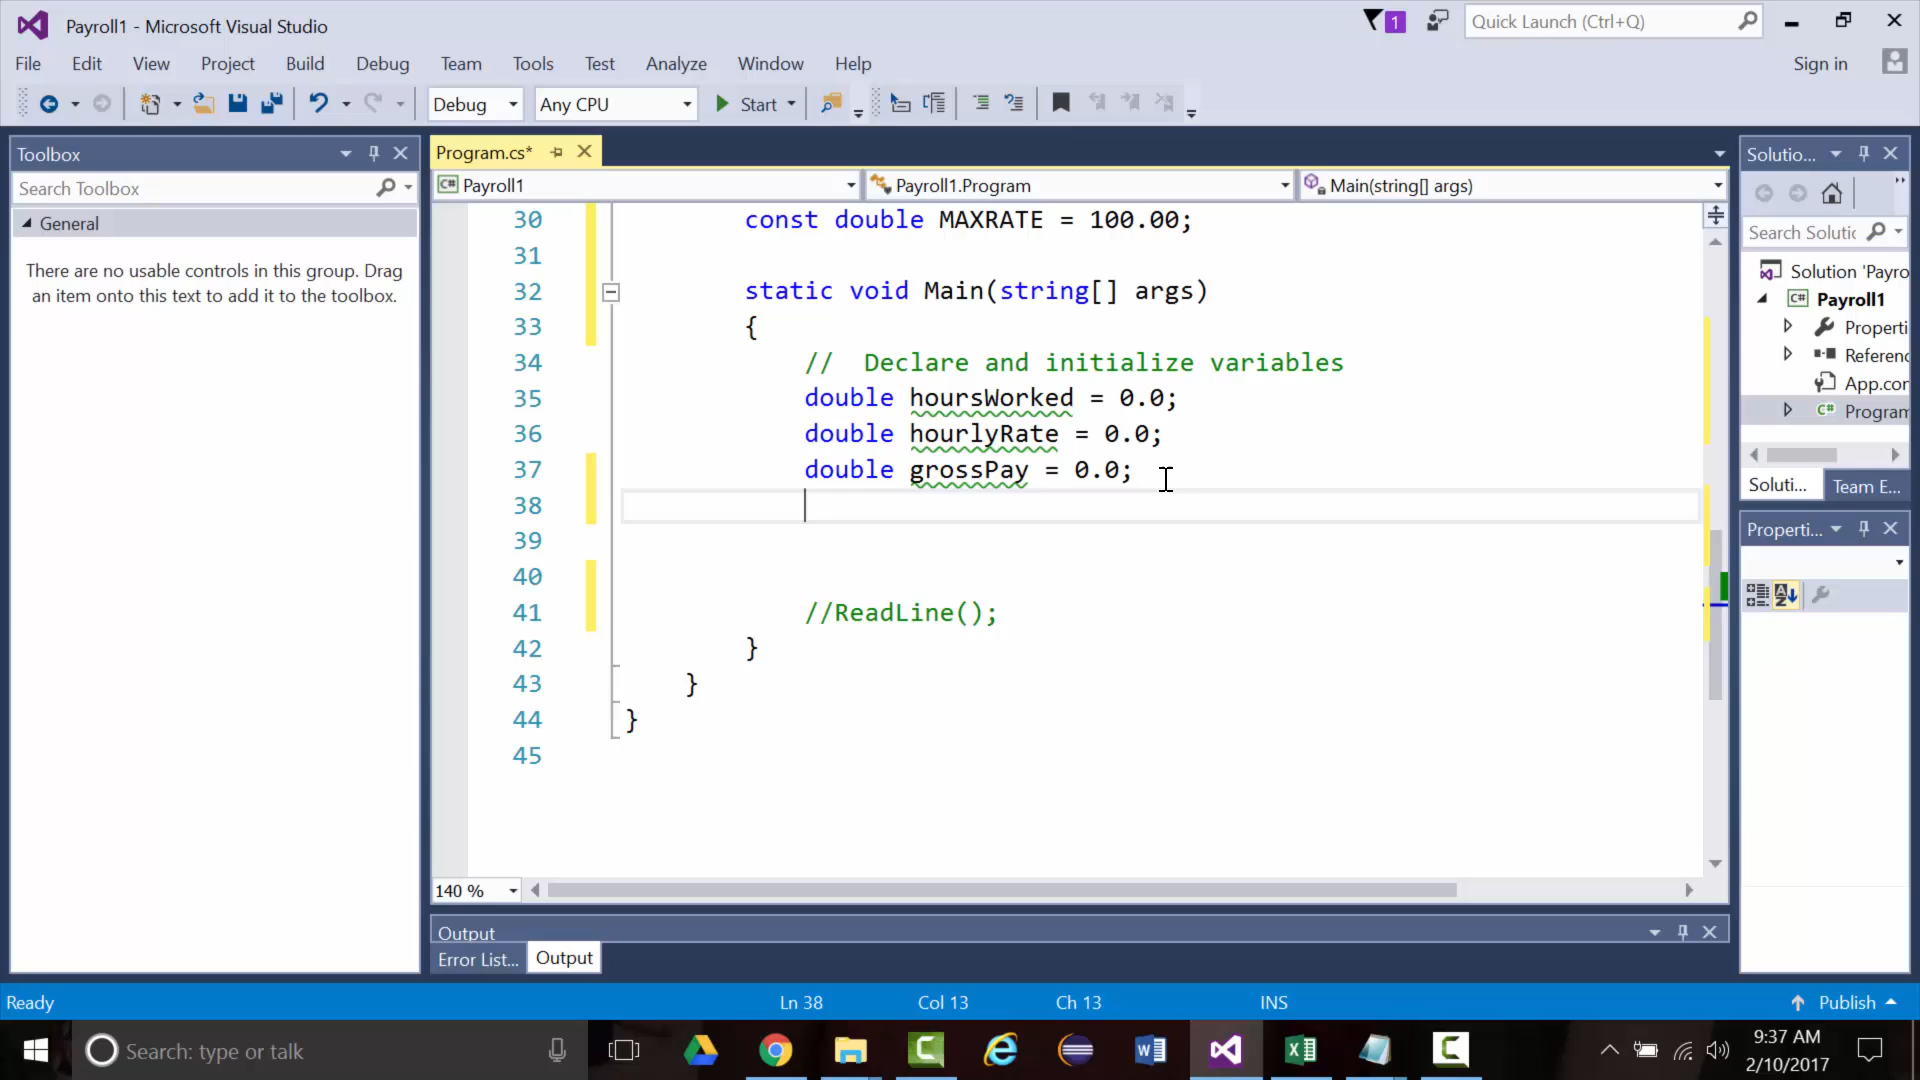 Payroll1 - Microsoft Visual Studio
1
Quick Launch (Ctrl+Q)
File Edit View Project Build Debug Team Tools Test Analyze Window Help
Sign in
Debug
Any CPU
Start
Toolbox
Search Toolbox
General
There are no usable controls in this group. Drag
an item onto this text to add it to the toolbox.
Program.cs*
C# Payroll1
Payroll1.Program
Main(string[] args)
30 const double MAXRATE = 100.00;
31
32 static void Main(string[] args)
33 {
34 //  Declare and initialize variables
35 double hoursWorked = 0.0;
36 double hourlyRate = 0.0;
37 double grossPay = 0.0;
38
39
40
41 //ReadLine();
42 }
43 }
44 }
45
140 %
Output
Error List...
Output
Solutio...
Search Solutic
Solution 'Payro
C# Payroll1
Properti
Referenc
App.cor
C# Program
Soluti...
Team E...
Properti...
Ready
Ln 38
Col 13
Ch 13
INS
Publish
Search: type or talk
9:37 AM
2/10/2017